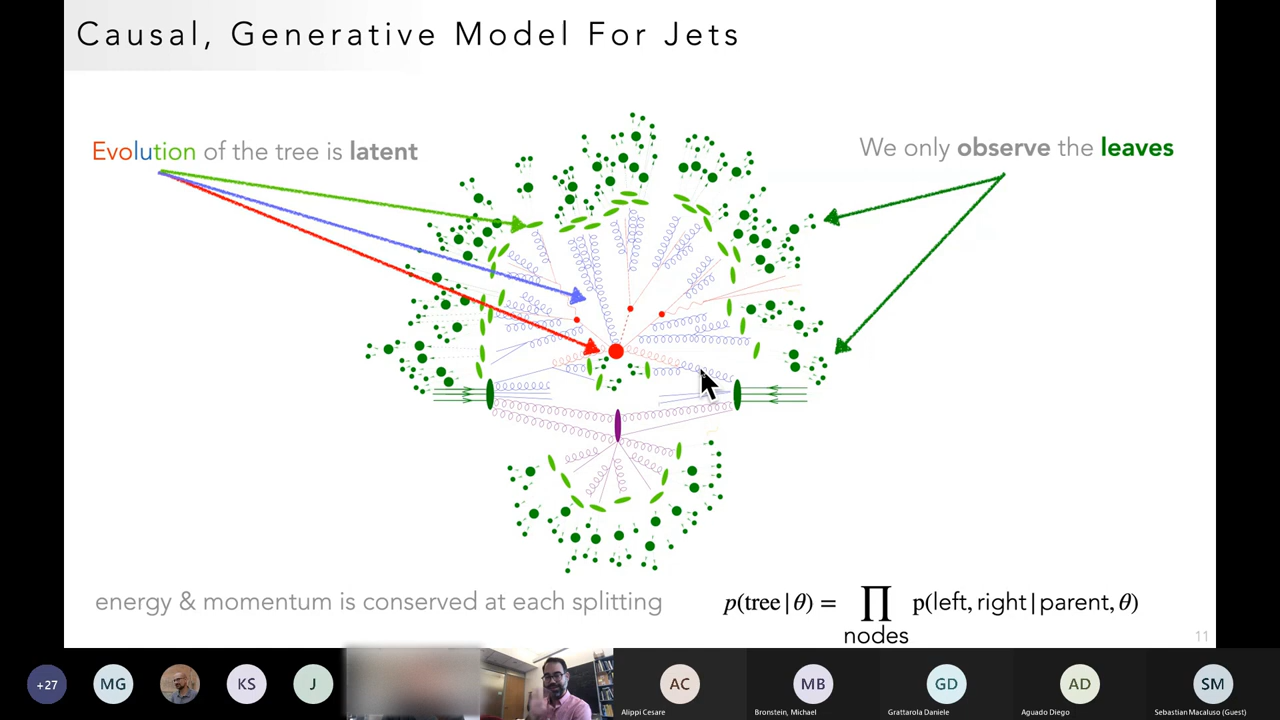 Causal, Generative Model For Jets
Evolution of the tree is latent
We only observe the leaves
energy & momentum is conserved at each splitting
p(tree | θ) = ∏ p(left, right | parent, θ)
nodes
11
+27
MG
KS
J
AC
MB
GD
AD
SM
Alippi Cesare
Bronstein, Michael
Grattarola Daniele
Aguado Diego
Sebastian Macaluso (Guest)